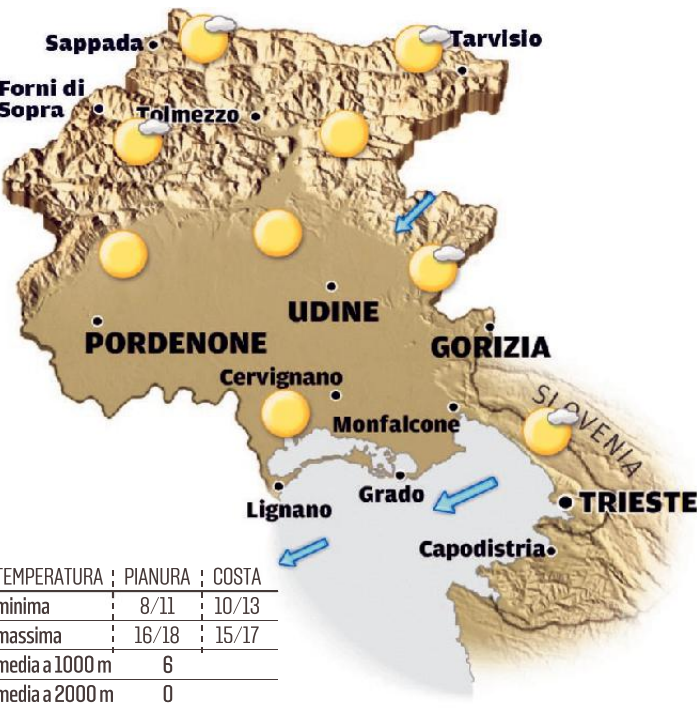 Sappada
Tarvisio
Forni di
Sopra
Tolmezzo
UDINE
PORDENONE
GORIZIA
Cervignano
SLOVENIA
Monfalcone
Grado
Lignano
TRIESTE
Capodistria
TEMPERATURA PIANURA COSTA
minima 8/11 10/13
massima 16/18 15/17
media a 1000 m 6
media a 2000 m 0